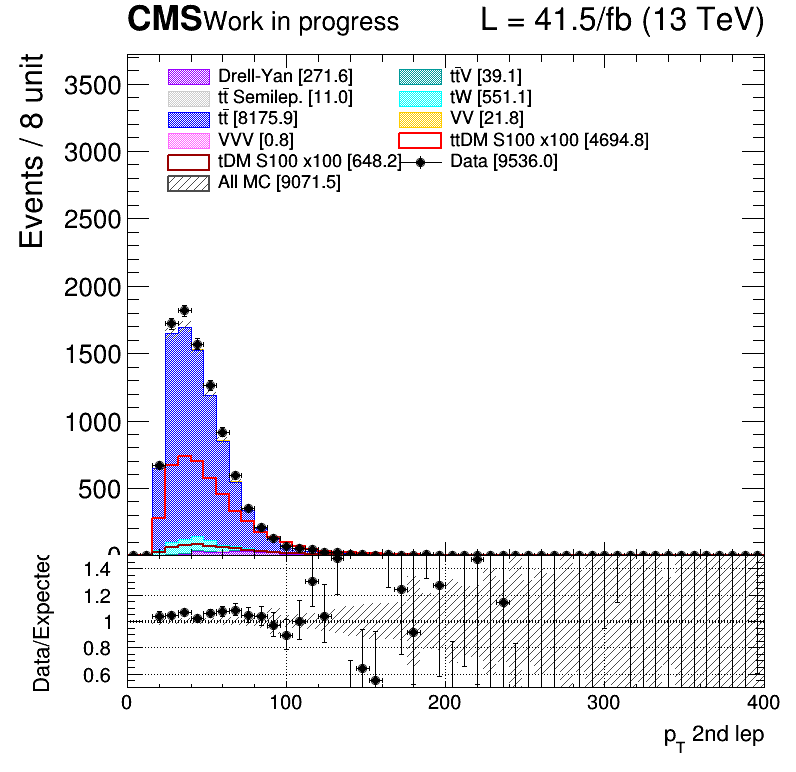 CMS Work in progress L = 41.5/fb (13 TeV)
Events / 8 unit
3500
3000
2500
2000
1500
1000
500
0
Drell-Yan [271.6] tt̄V [39.1]
tt̄ Semilep. [11.0] tW [551.1]
tt̄ [8175.9] VV [21.8]
VVV [0.8] ttDM S100 x100 [4694.8]
tDM S100 x100 [648.2] Data [9536.0]
All MC [9071.5]
Data/Expected
1.4
1.2
1
0.8
0.6
0 100 200 300 400
p_T 2nd lep